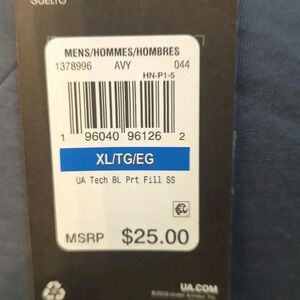 SUELTO
MENS/HOMMES/HOMBRES
1378996 AVY 044
HN-P1-5
1 96040 96126 2
XL/TG/EG
UA Tech BL Prt Fill SS
MSRP $25.00
UA.COM